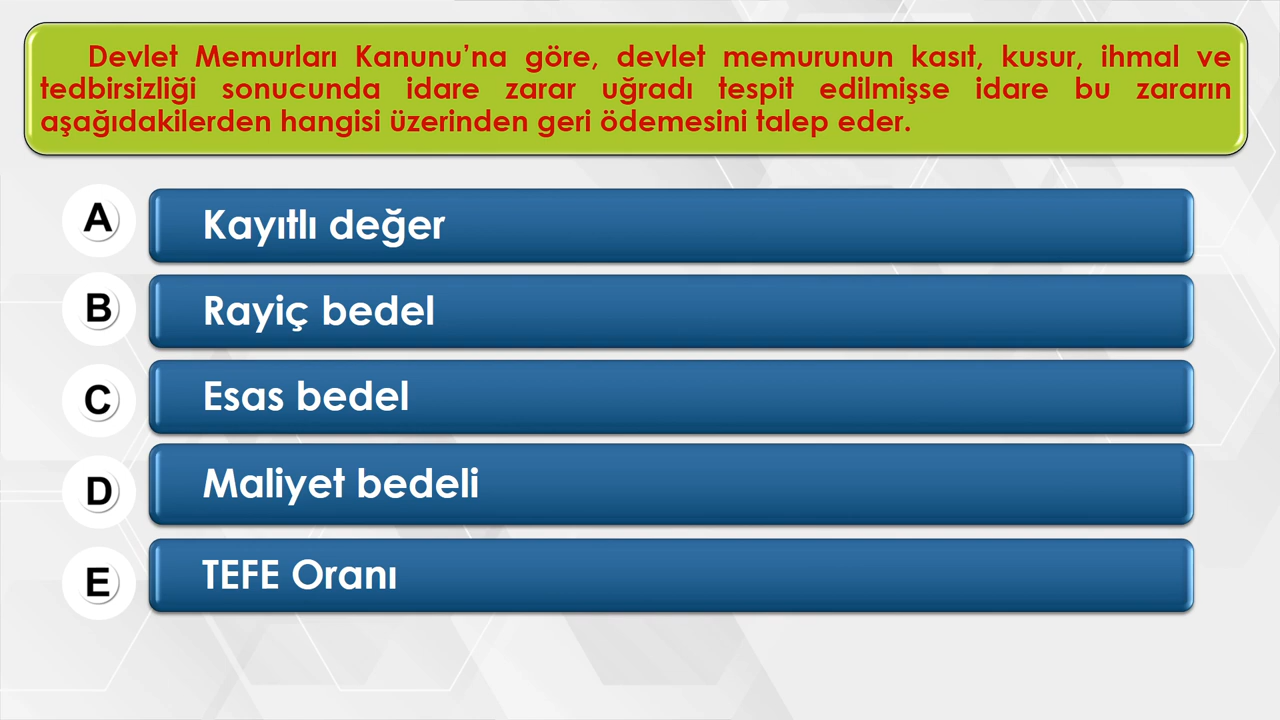 Devlet Memurları Kanunu’na göre, devlet memurunun kasıt, kusur, ihmal ve
tedbirsizliği sonucunda idare zarar uğradı tespit edilmişse idare bu zararın
aşağıdakilerden hangisi üzerinden geri ödemesini talep eder.
A Kayıtlı değer
B Rayiç bedel
C Esas bedel
D Maliyet bedeli
E TEFE Oranı